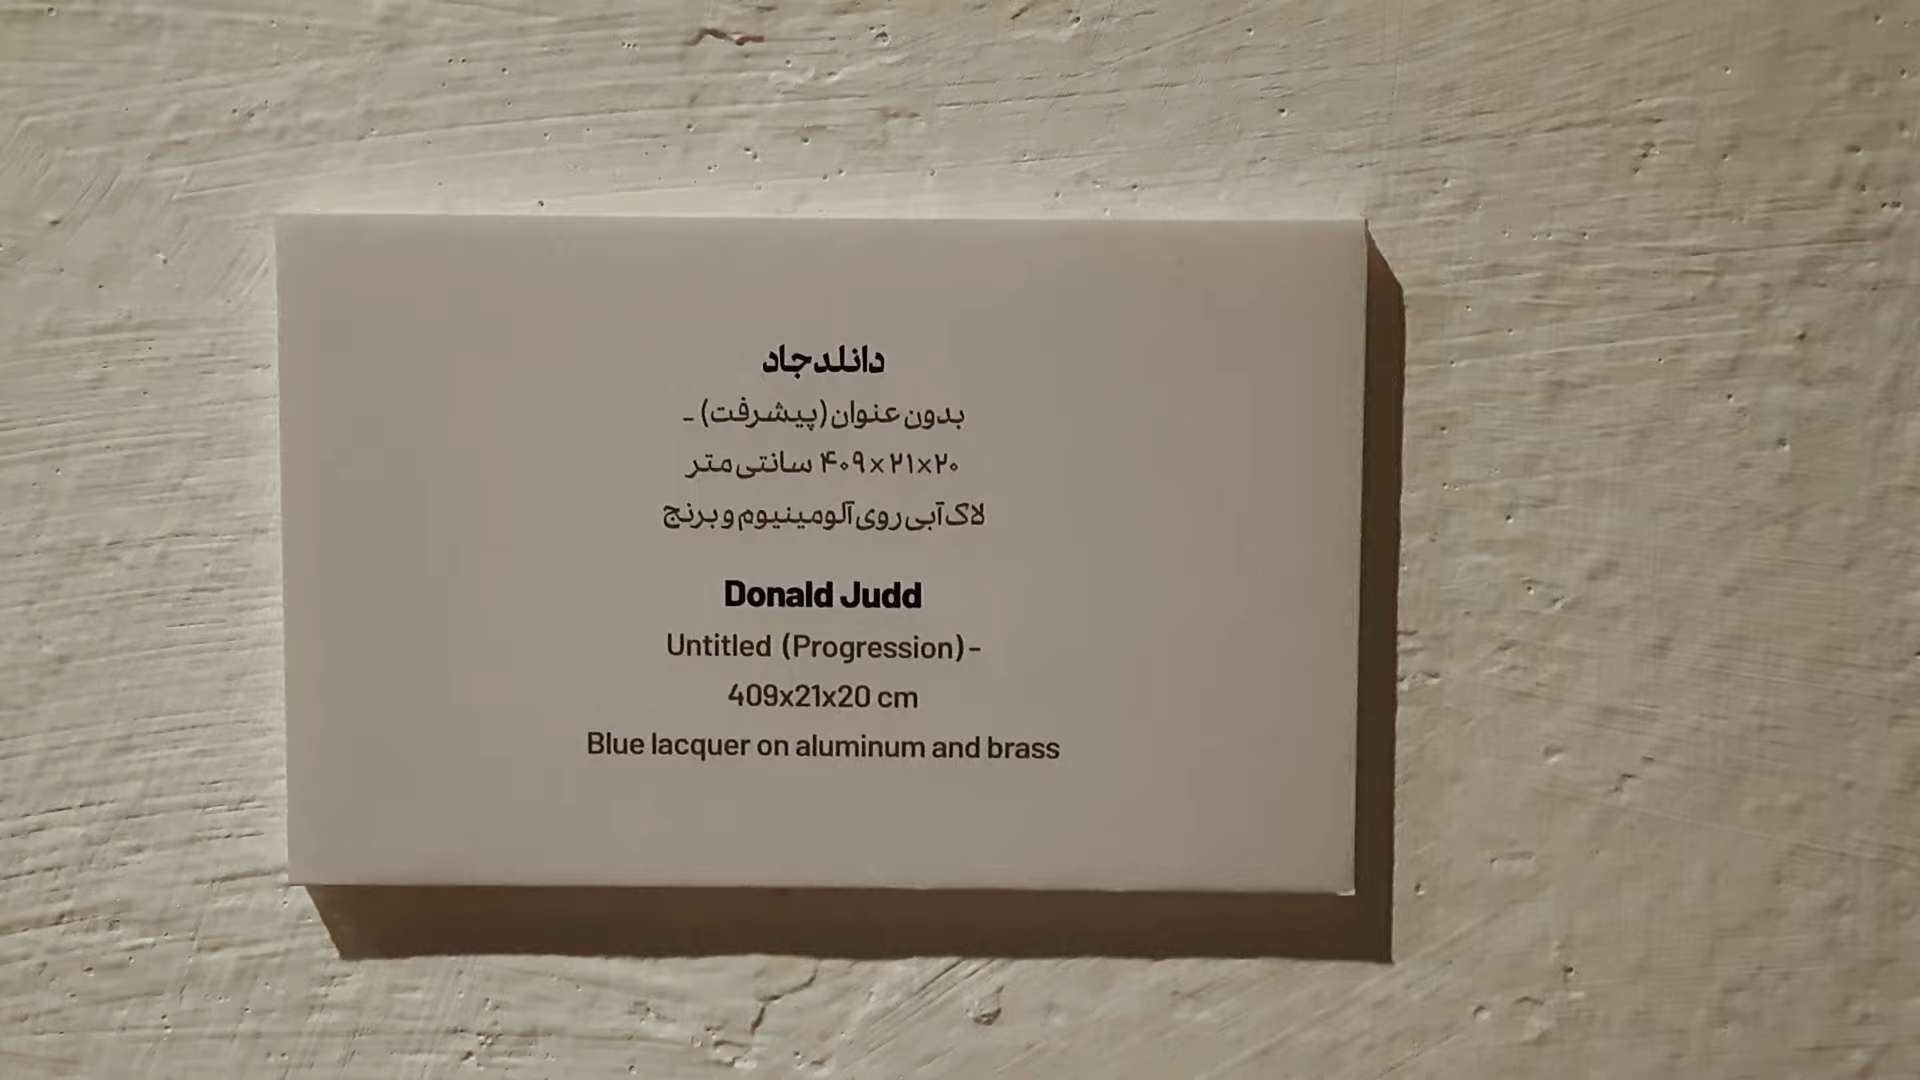 دانلد جاد
بدون عنوان (پیشرفت) -
۴۰۹x۲۱x۲۰ سانتی متر
لاک آبی روی آلومینیوم و برنج
Donald Judd
Untitled (Progression)-
409x21x20 cm
Blue lacquer on aluminum and brass